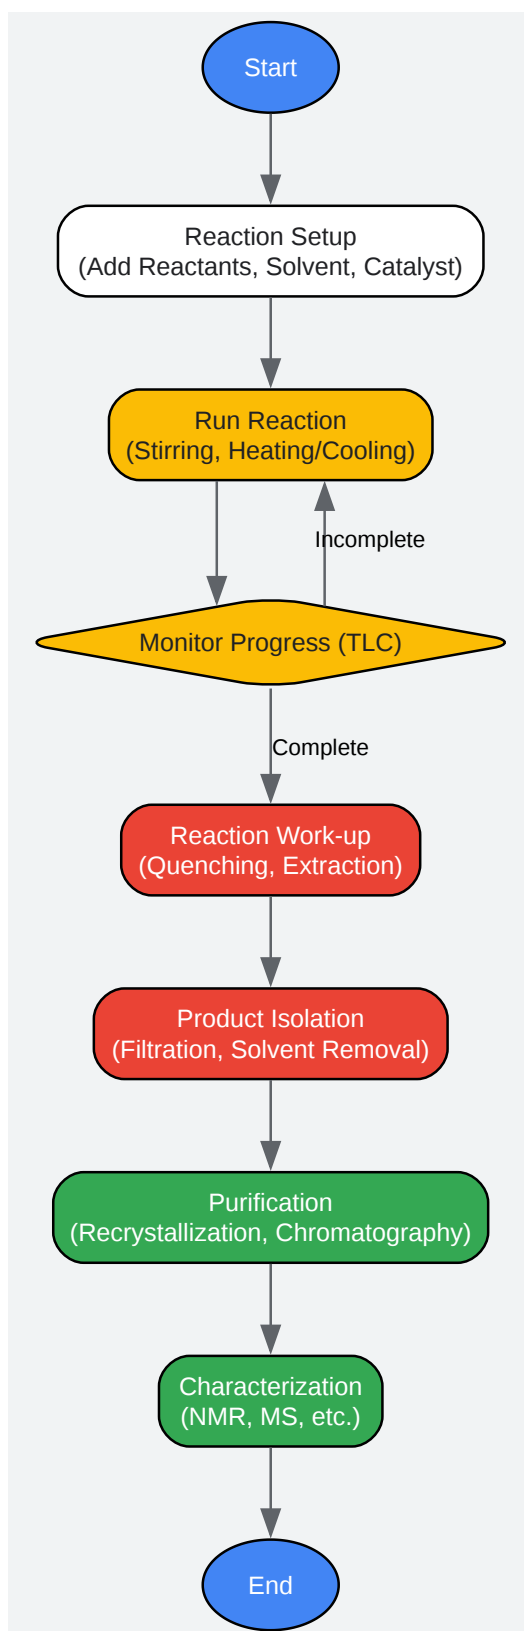 Start
Reaction Setup
(Add Reactants, Solvent, Catalyst)
Run Reaction
(Stirring, Heating/Cooling)
Incomplete
Monitor Progress (TLC)
Complete
Reaction Work-up
(Quenching, Extraction)
Product Isolation
(Filtration, Solvent Removal)
Purification
(Recrystallization, Chromatography)
Characterization
(NMR, MS, etc.)
End